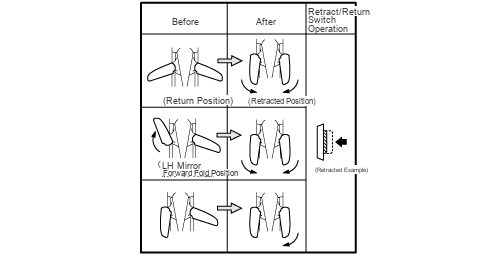 Before
After
Retract/Return
Switch
Operation
(Return Position)
(Retracted Position)
(LH Mirror
Forward Fold Position
(Retracted Example)